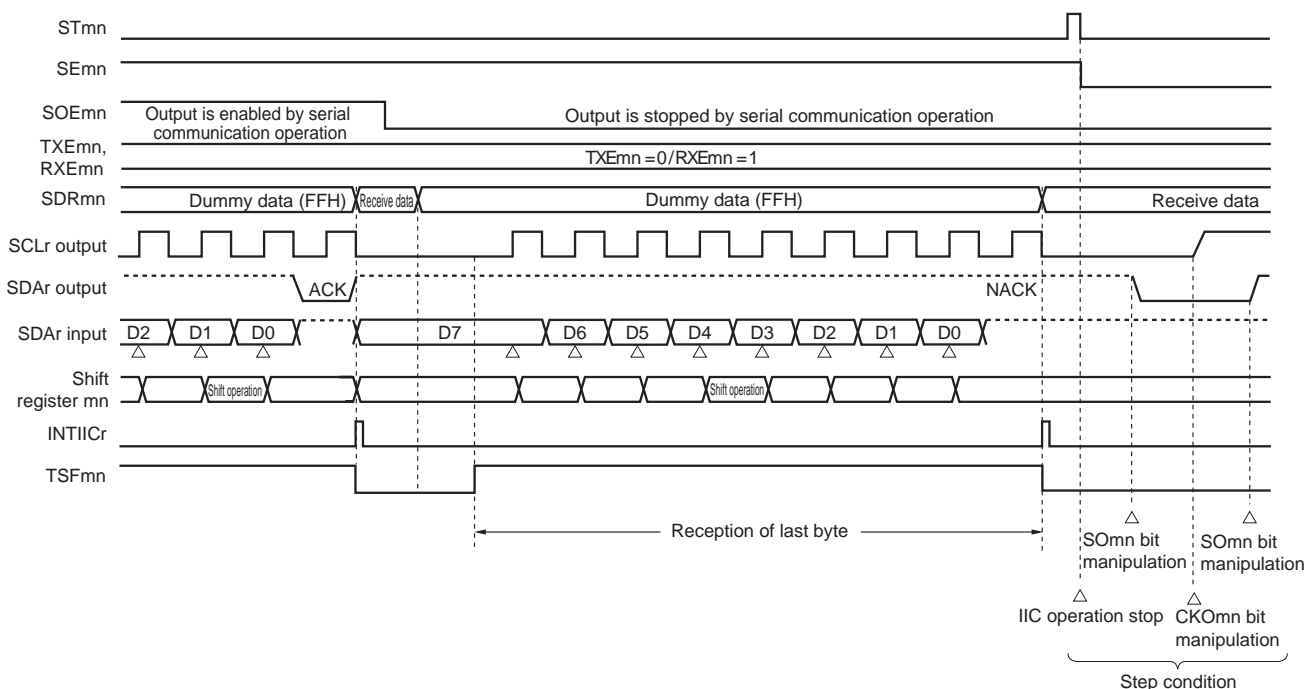 STmn
SEmn
SOEmn
Output is enabled by serial
communication operation
Output is stopped by serial communication operation
TXEmn,
RXEmn
TXEmn = 0 / RXEmn = 1
SDRmn
Dummy data (FFH)
Receive data
Dummy data (FFH)
Receive data
SCLr output
SDAr output
ACK
NACK
SDAr input
D2
D1
D0
D7
D6
D5
D4
D3
D2
D1
D0
Shift
register mn
Shift operation
Shift operation
INTIICr
TSFmn
Reception of last byte
SOmn bit
manipulation
SOmn bit
manipulation
IIC operation stop
CKOmn bit
manipulation
Step condition